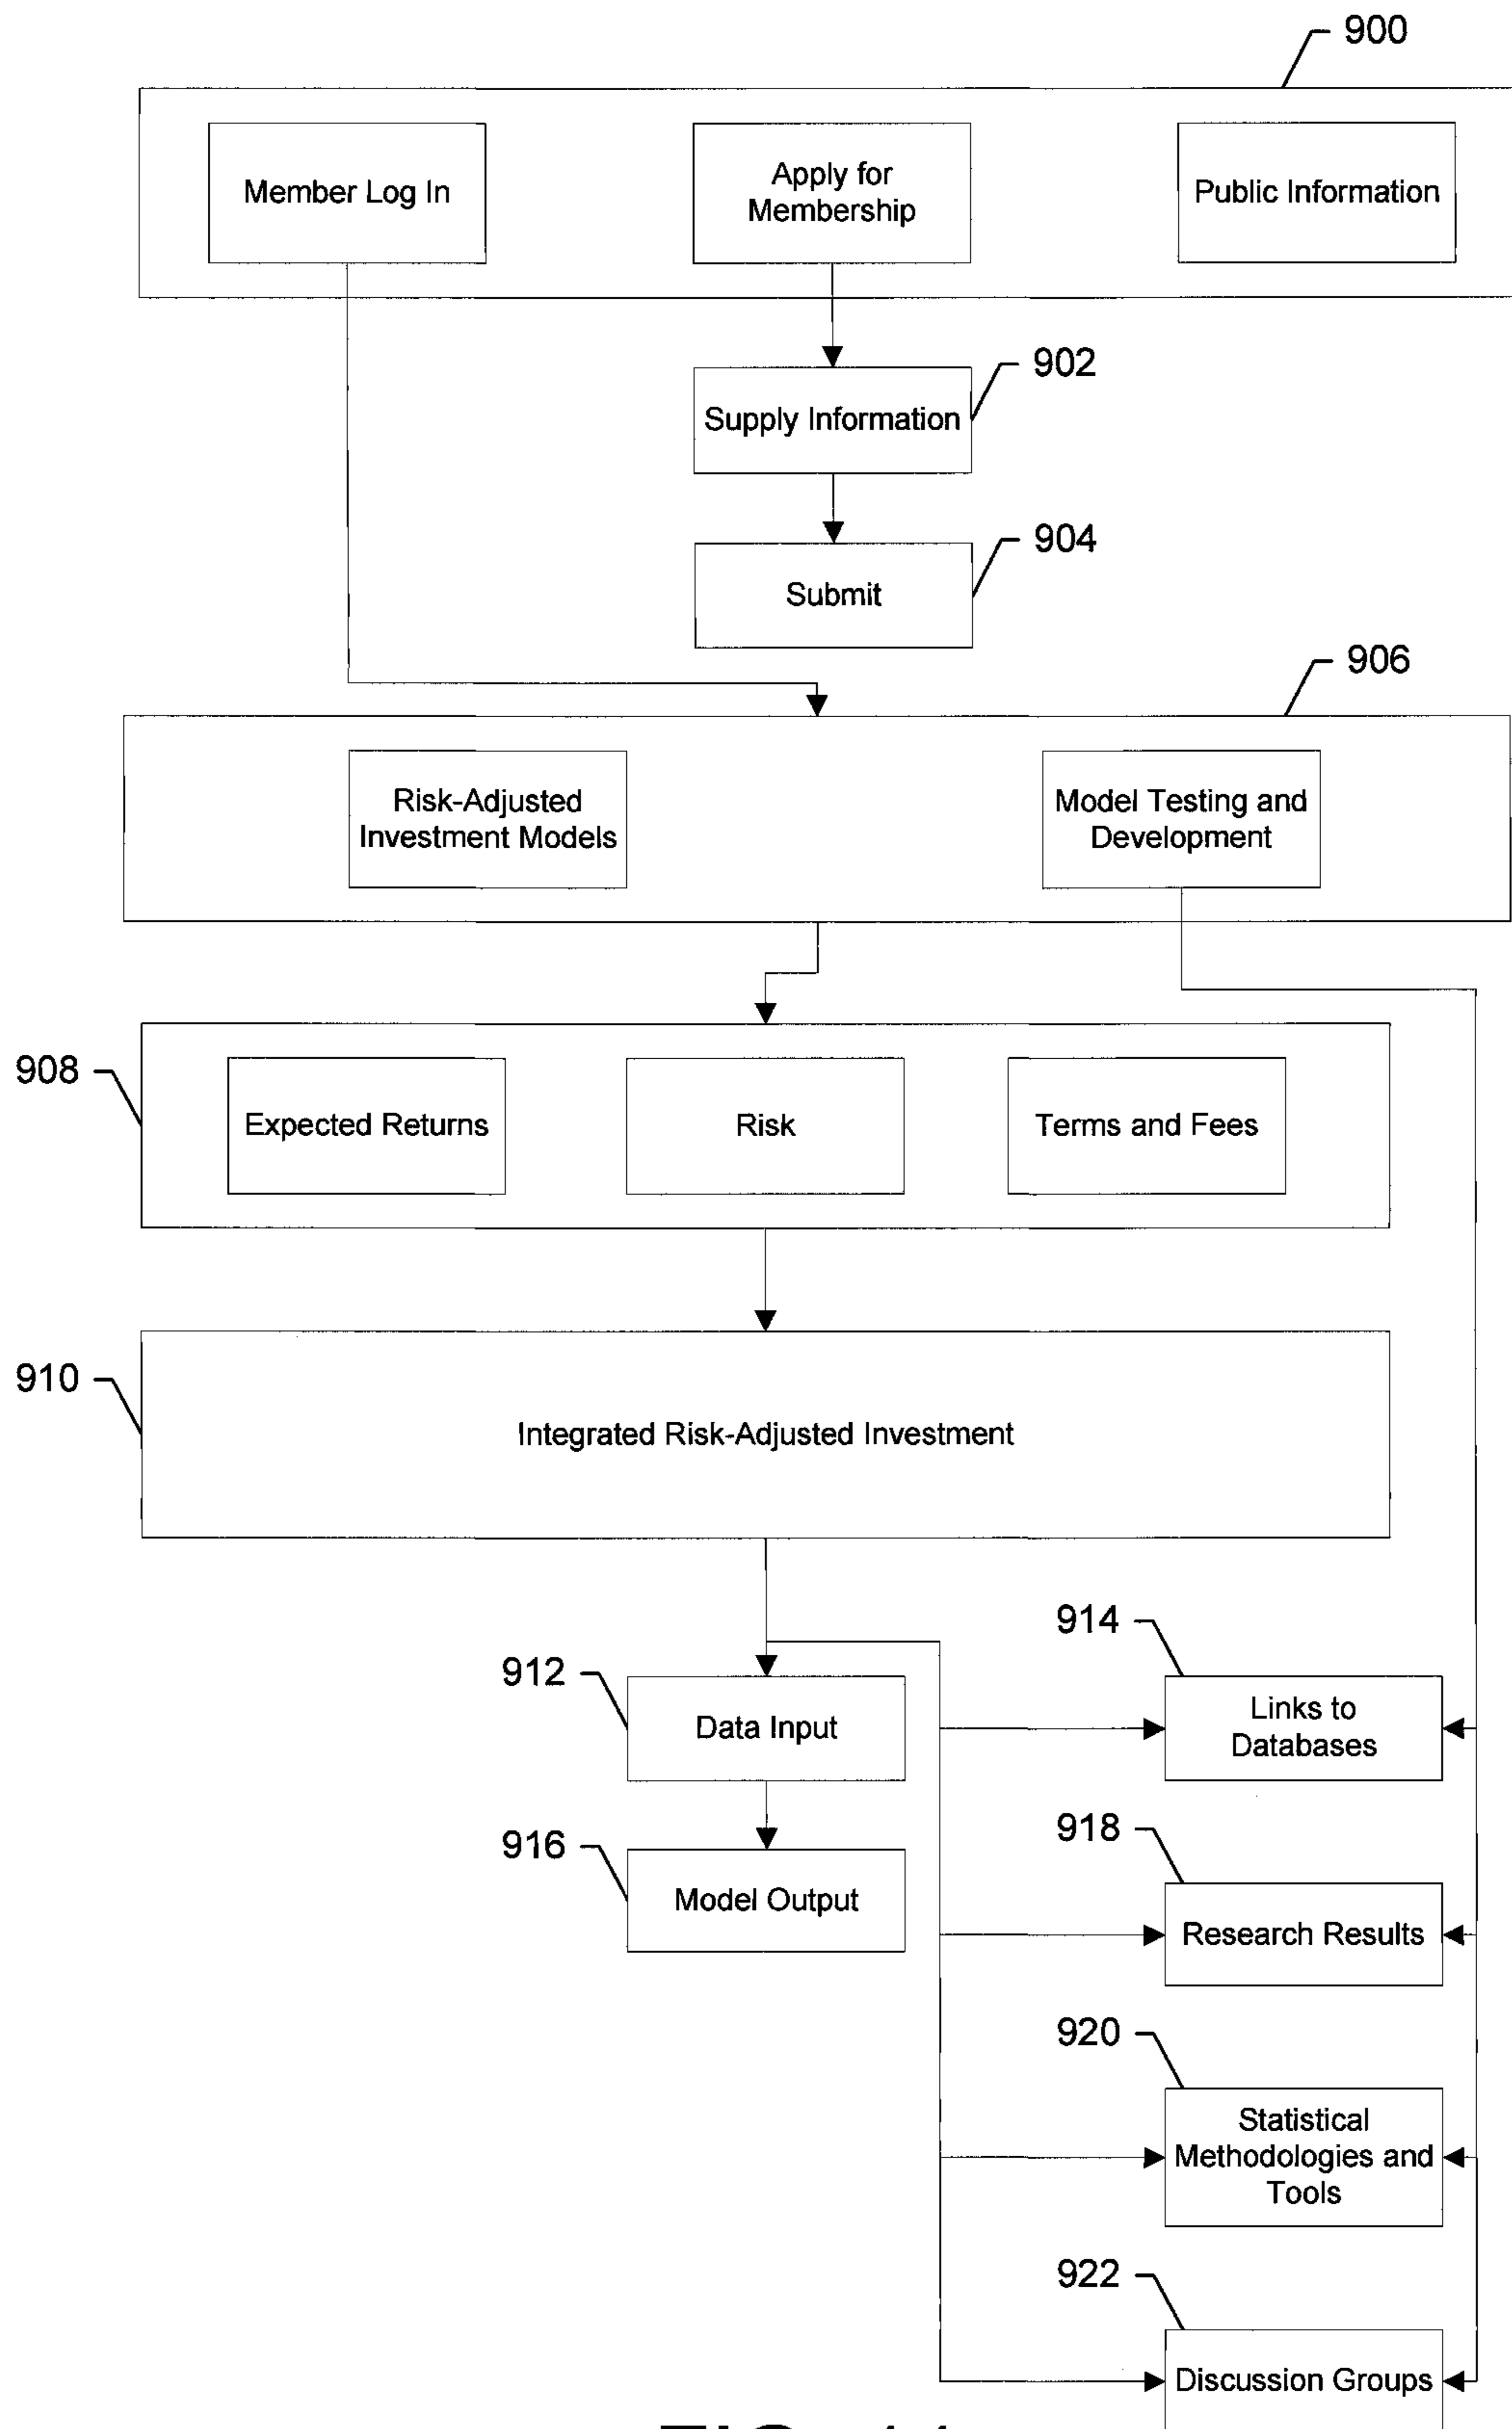 900
Member Log In
Apply for
Membership
Public Information
902
Supply Information
904
Submit
906
Risk-Adjusted
Investment Models
Model Testing and
Development
908
Expected Returns
Risk
Terms and Fees
910
Integrated Risk-Adjusted Investment
912
Data Input
914
Links to
Databases
916
Model Output
918
Research Results
920
Statistical
Methodologies and
Tools
922
Discussion Groups